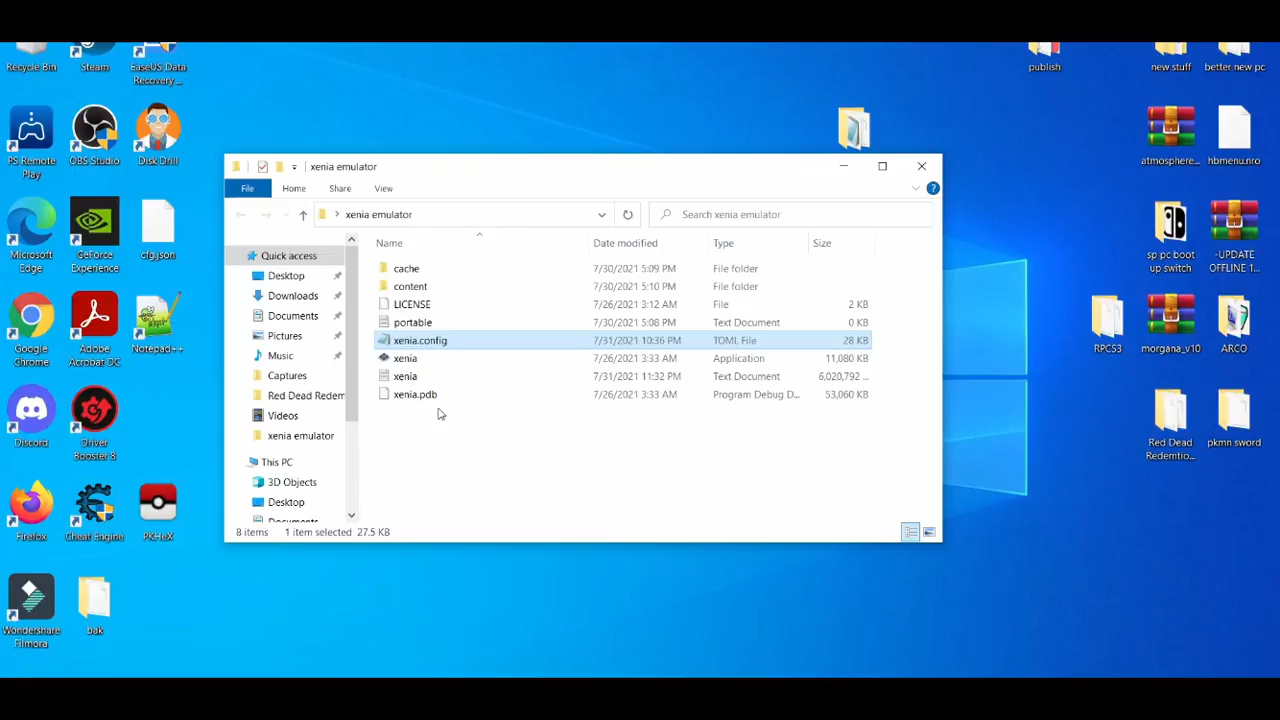 Recycle Bin
Steam
EaseUS Data
Recovery ...
publish
new stuff
better new pc
PS Remote
Play
OBS Studio
Disk Drill
atmosphere...
hbmenu.nro
xenia emulator
File
Home
Share
View
xenia emulator
Search xenia emulator
Name
Date modified
Type
Size
Quick access
Desktop
Downloads
Documents
Pictures
Music
Captures
Red Dead Redem
Videos
xenia emulator
This PC
3D Objects
Desktop
cache 7/30/2021 5:09 PM File folder
content 7/30/2021 5:10 PM File folder
LICENSE 7/26/2021 3:12 AM File 2 KB
portable 7/30/2021 5:08 PM Text Document 0 KB
xenia.config 7/31/2021 10:36 PM TOML File 28 KB
xenia 7/26/2021 3:33 AM Application 11,080 KB
xenia 7/31/2021 11:32 PM Text Document 6,020,792 ...
xenia.pdb 7/26/2021 3:33 AM Program Debug D... 53,060 KB
8 items 1 item selected 27.5 KB
Microsoft
Edge
GeForce
Experience
cfg.json
sp pc boot
up switch
-UPDATE
OFFLINE 1...
Google
Chrome
Adobe
Acrobat DC
Notepad++
RPCS3
morgana_v10
ARCO
Discord
Driver
Booster 8
Red Dead
Redemtio...
pkmn sword
Firefox
Cheat Engine
PKHeX
Wondershare
Filmora
bak